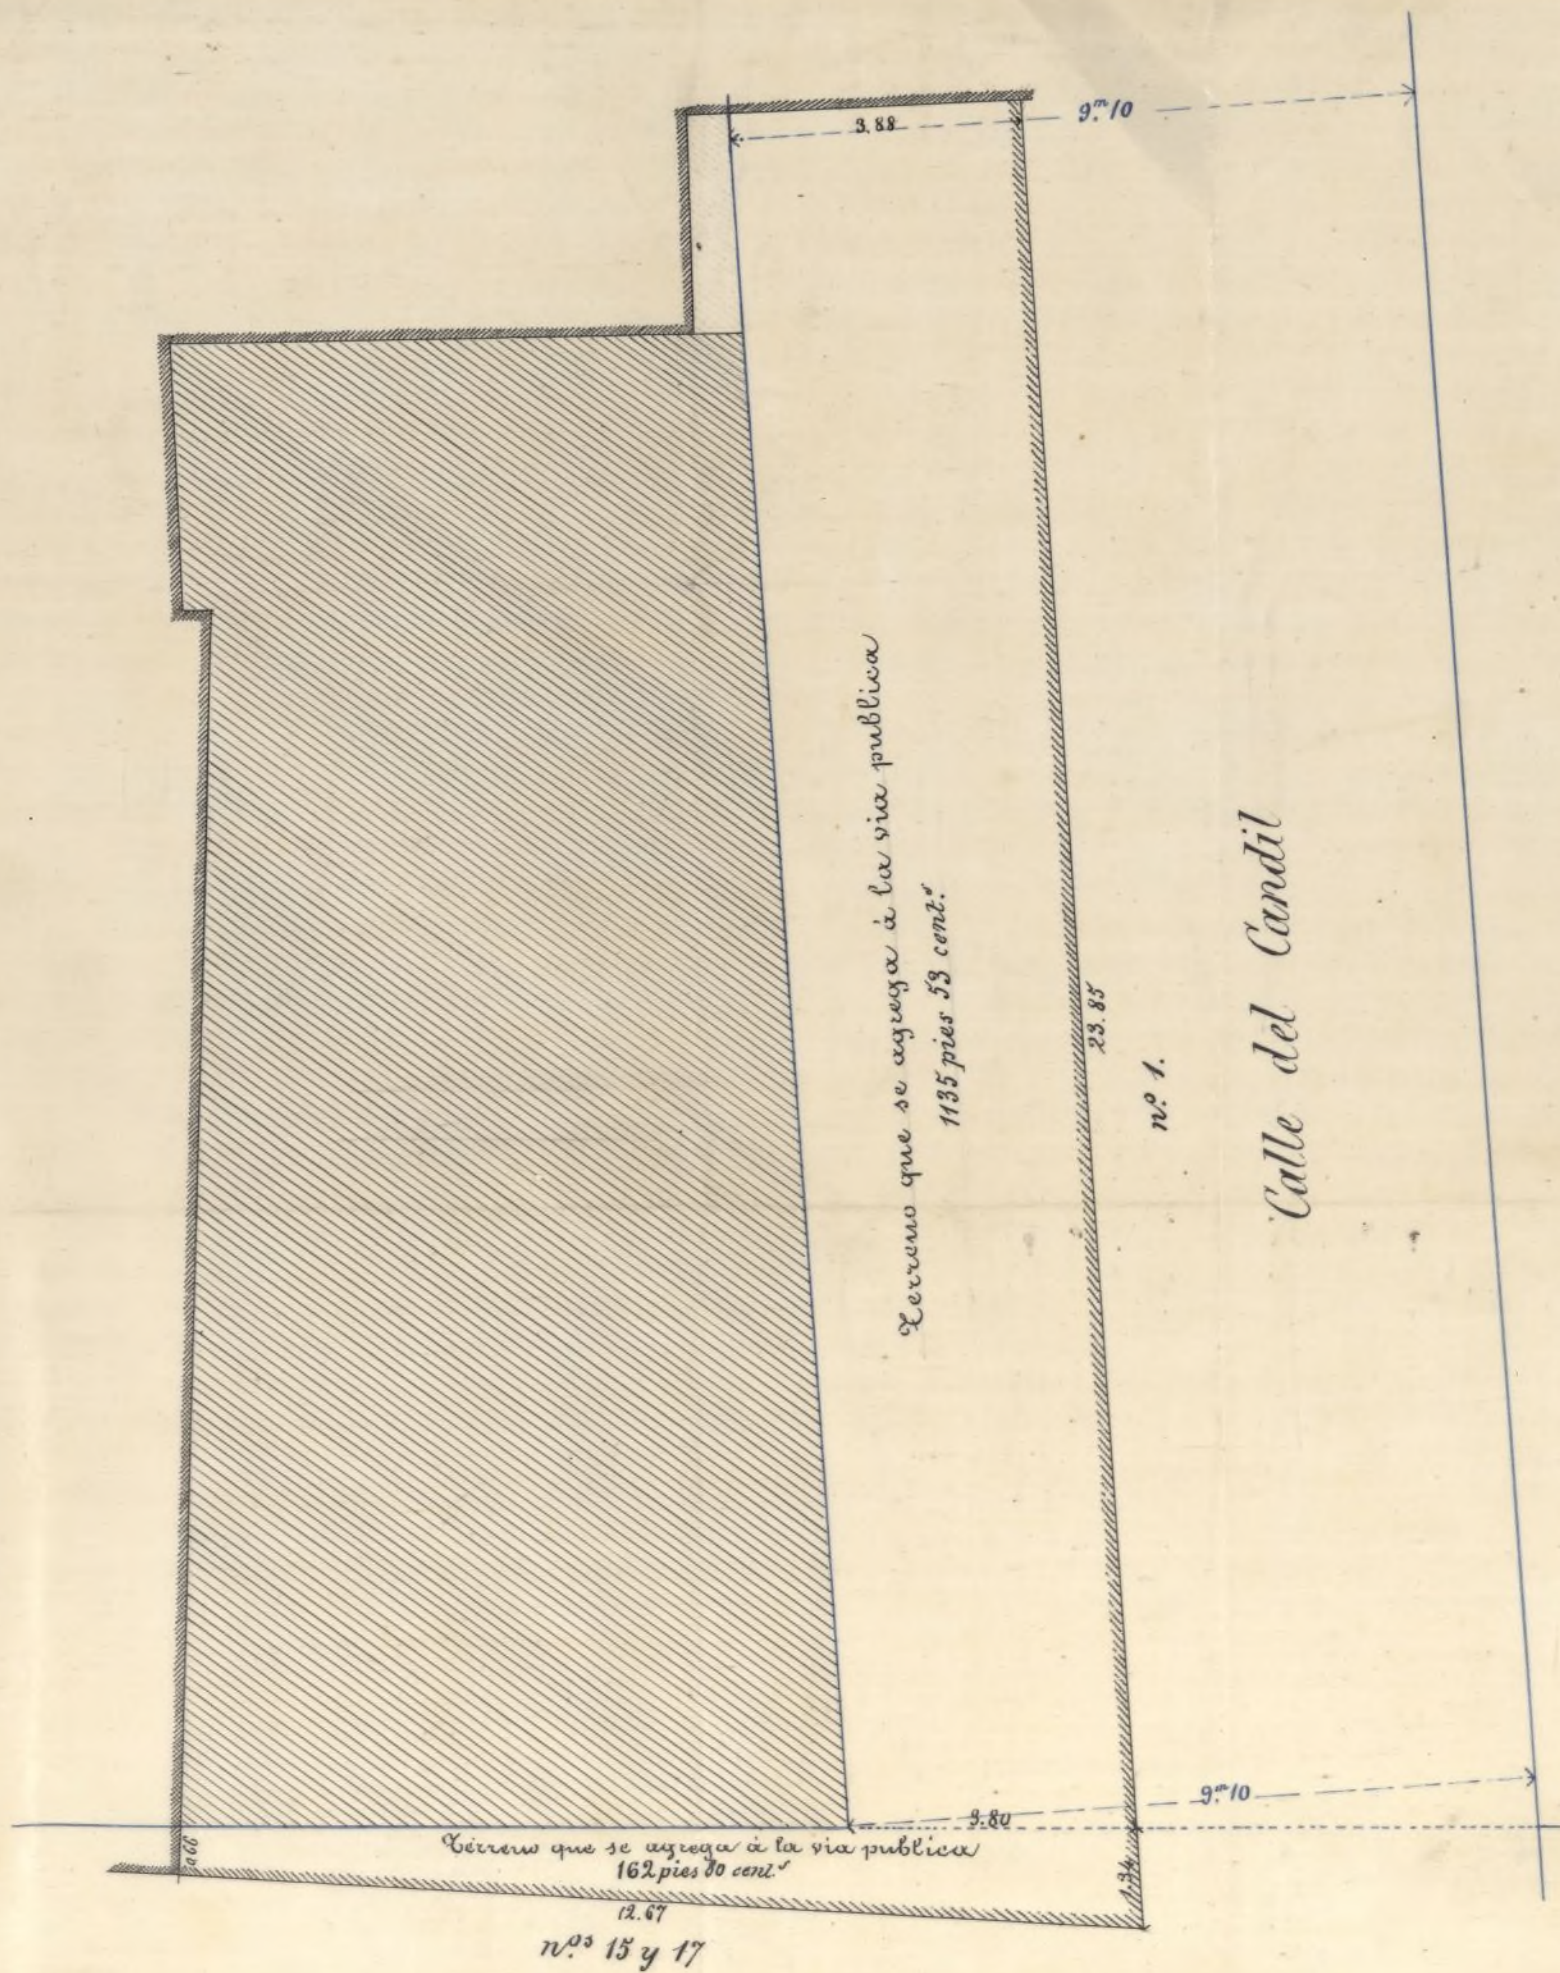 3.88
9.m10
Terreno que se agrega á la via publica
1135 pies 53 cent.s
23.85
n.o 1.
Calle del Candil
9.m10
3.80
0.66
Terreno que se agrega á la via publica
162 pies 80 cent.s
1.34
12.67
n.os 15 y 17